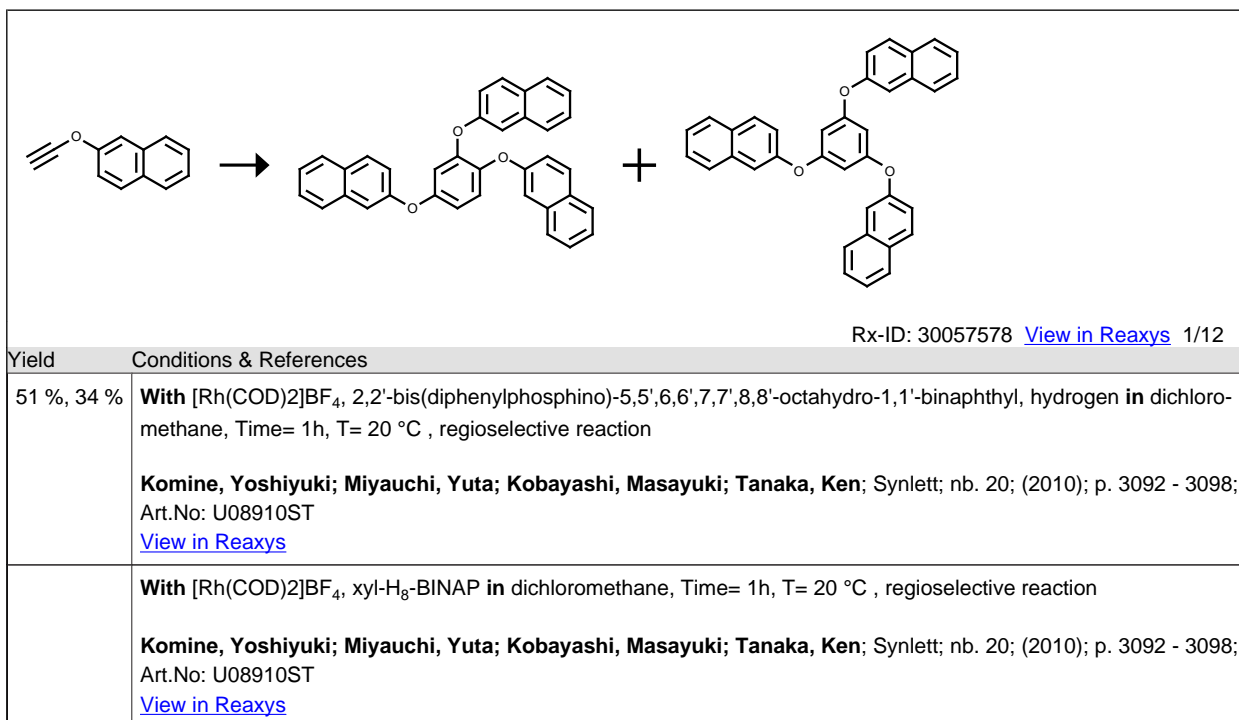 O
O
O
O
O
O
O
Rx-ID: 30057578 View in Reaxys 1/12
Yield Conditions & References
51 %, 34 % With [Rh(COD)2]BF4, 2,2'-bis(diphenylphosphino)-5,5',6,6',7,7',8,8'-octahydro-1,1'-binaphthyl, hydrogen in dichloro-
methane, Time= 1h, T= 20 °C , regioselective reaction
Komine, Yoshiyuki; Miyauchi, Yuta; Kobayashi, Masayuki; Tanaka, Ken; Synlett; nb. 20; (2010); p. 3092 - 3098;
Art.No: U08910ST
View in Reaxys
With [Rh(COD)2]BF4, xyl-H8-BINAP in dichloromethane, Time= 1h, T= 20 °C , regioselective reaction
Komine, Yoshiyuki; Miyauchi, Yuta; Kobayashi, Masayuki; Tanaka, Ken; Synlett; nb. 20; (2010); p. 3092 - 3098;
Art.No: U08910ST
View in Reaxys